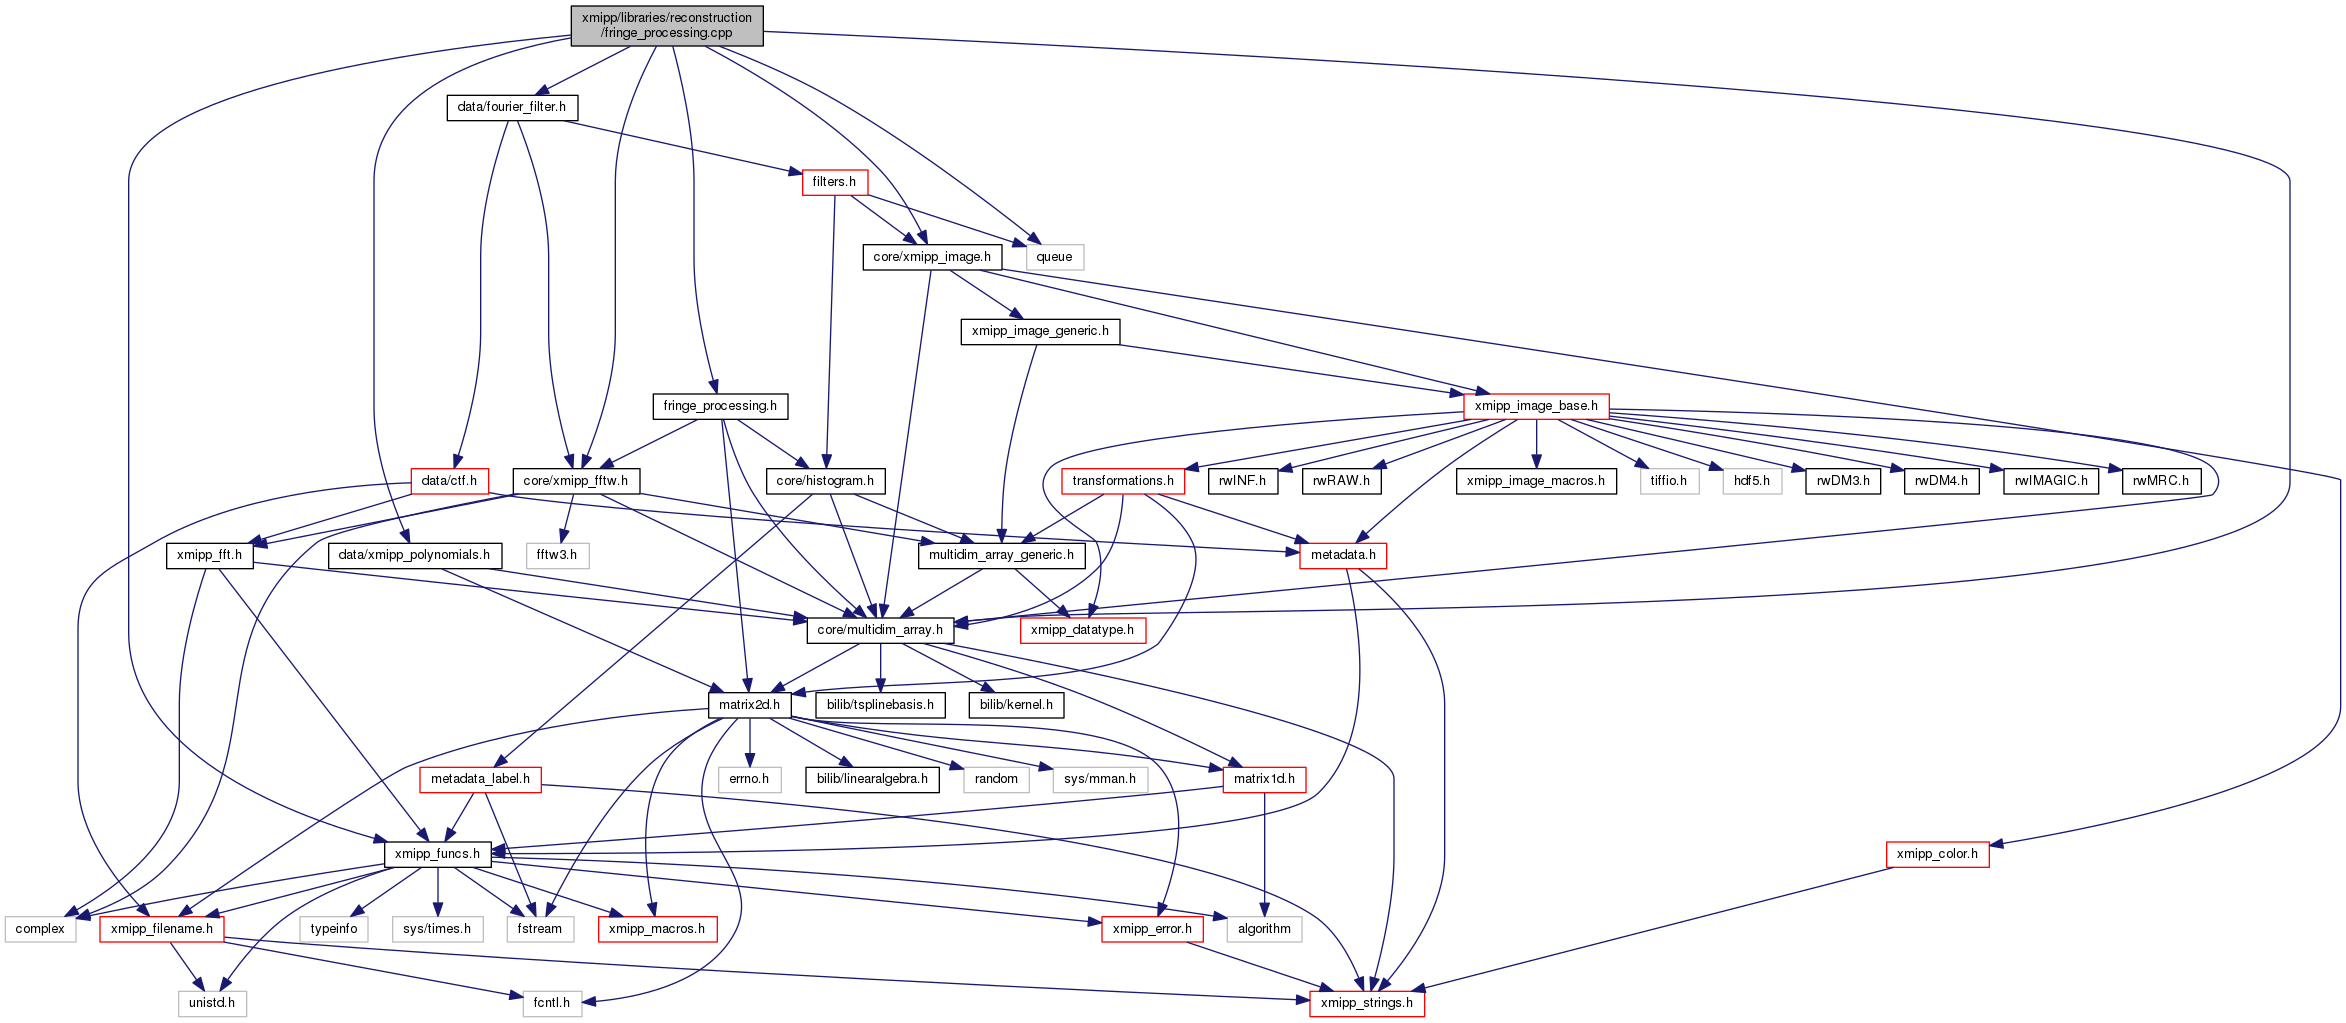 xmipp/libraries/reconstruction
/fringe_processing.cpp
data/fourier_filter.h
filters.h
core/xmipp_image.h
queue
xmipp_image_generic.h
fringe_processing.h
xmipp_image_base.h
data/ctf.h
core/xmipp_fftw.h
core/histogram.h
transformations.h
rwINF.h
rwRAW.h
xmipp_image_macros.h
tiffio.h
hdf5.h
rwDM3.h
rwDM4.h
rwIMAGIC.h
rwMRC.h
xmipp_fft.h
data/xmipp_polynomials.h
fftw3.h
multidim_array_generic.h
metadata.h
core/multidim_array.h
xmipp_datatype.h
matrix2d.h
bilib/tsplinebasis.h
bilib/kernel.h
metadata_label.h
errno.h
bilib/linearalgebra.h
random
sys/mman.h
matrix1d.h
xmipp_funcs.h
xmipp_color.h
complex
xmipp_filename.h
typeinfo
sys/times.h
fstream
xmipp_macros.h
xmipp_error.h
algorithm
unistd.h
fcntl.h
xmipp_strings.h